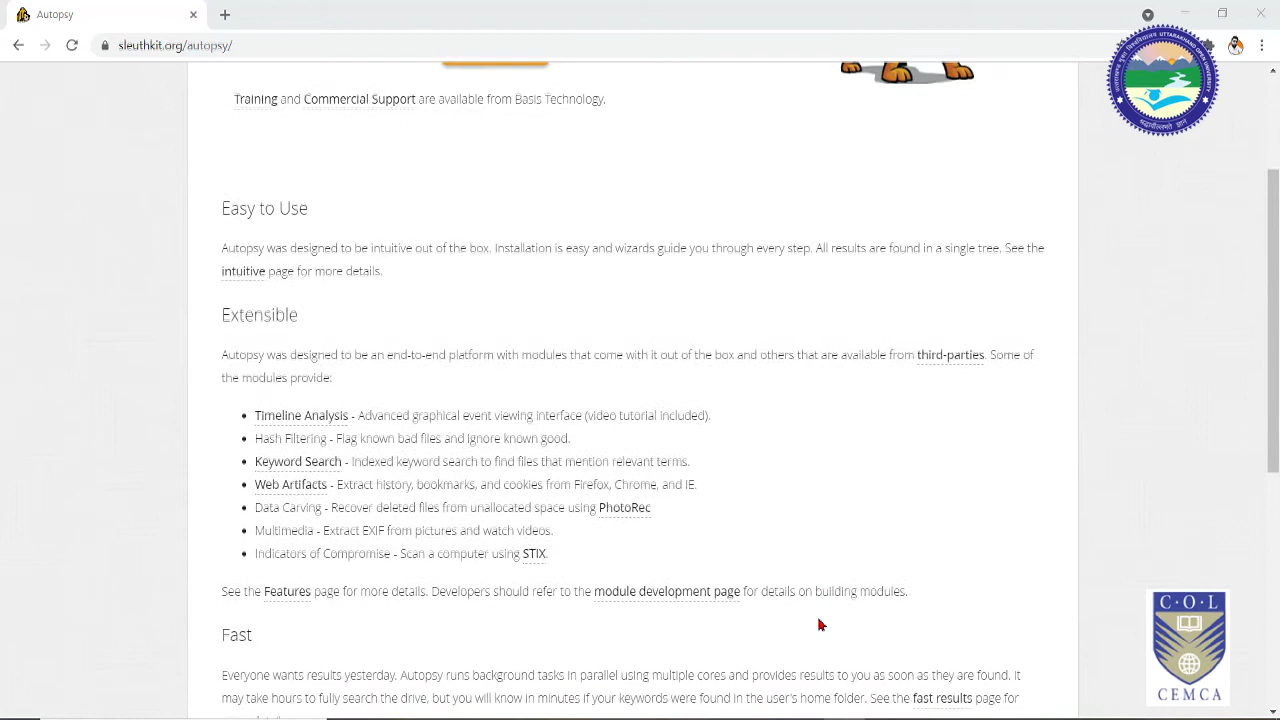 Autopsy
sleuthkit.org/autopsy/
Training and Commercial Support are available from Basis Technology.
UTTARAKHAND OPEN UNIVERSITY
Easy to Use
Autopsy was designed to be intuitive out of the box. Installation is easy and wizards guide you through every step. All results are found in a single tree. See the
intuitive page for more details.
Extensible
Autopsy was designed to be an end-to-end platform with modules that come with it out of the box and others that are available from third-parties. Some of
the modules provide:
Timeline Analysis - Advanced graphical event viewing interface (video tutorial included).
Hash Filtering - Flag known bad files and ignore known good.
Keyword Search - Indexed keyword search to find files that mention relevant terms.
Web Artifacts - Extract history, bookmarks, and cookies from Firefox, Chrome, and IE.
Data Carving - Recover deleted files from unallocated space using PhotoRec
Multimedia - Extract EXIF from pictures and watch videos.
Indicators of Compromise - Scan a computer using STIX.
See the Features page for more details. Developers should refer to the module development page for details on building modules.
C·O·L
Fast
Everyone wants results yesterday. Autopsy runs background tasks in parallel using multiple cores and provides results to you as soon as they are found. It
may take hours to fully search the drive, but you will know in minutes if your keywords were found in the user's home folder. See the fast results page for
CEMCA